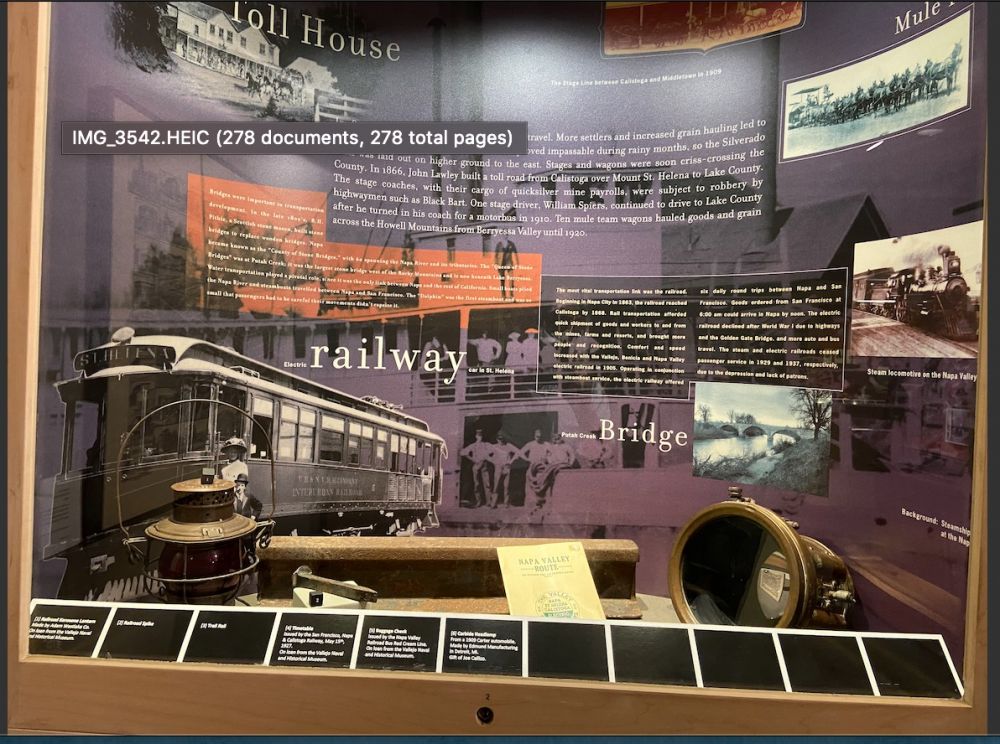 Toll House
The Stage Line between Calistoga and Middletown in 1909
Mule
IMG_3542.HEIC (278 documents, 278 total pages)
travel. More settlers and increased grain hauling led to
oved impassable during rainy months, so the Silverado
was laid out on higher ground to the east. Stages and wagons were soon criss-crossing the
County. In 1866, John Lawley built a toll road from Calistoga over Mount St. Helena to Lake County.
The stage coaches, with their cargo of quicksilver mine payrolls, were subject to robbery by
highwaymen such as Black Bart. One stage driver, William Spiers, continued to drive to Lake County
after he turned in his coach for a motorbus in 1910. Ten mule team wagons hauled goods and grain
across the Howell Mountains from Berryessa Valley until 1920.
Bridges were important to transportation
development. In the late 1800's, R.H.
Pithie, a Scottish stone mason, built stone
bridges to replace wooden bridges. Napa
became known as the "County of Stone Bridges," with 60 spanning the Napa River and its tributaries. The "Queen of Stone
Bridges" was at Putah Creek; it was the largest stone bridge west of the Rocky Mountains and is now beneath Lake Berryessa.
Water transportation played a pivotal role, since it was the only link between Napa and the rest of California. Small boats plied
the Napa River and steamboats travelled between Napa and San Francisco. The "Dolphin" was the first steamboat and was so
small that passengers had to be careful their movements didn't capsize it.
The most vital transportation link was the railroad.
Beginning in Napa City in 1863, the railroad reached
Calistoga by 1868. Rail transportation afforded
quick shipment of goods and workers to and from
the mines, farms and resorts, and brought more
people and recognition. Comfort and speed
increased with the Vallejo, Benicia and Napa Valley
electric railroad in 1905. Operating in conjunction
with steamboat service, the electric railway offered
six daily round trips between Napa and San
Francisco. Goods ordered from San Francisco at
6:00 am could arrive in Napa by noon. The electric
railroad declined after World War I due to highways
and the Golden Gate Bridge, and more auto and bus
travel. The steam and electric railroads ceased
passenger service in 1929 and 1937, respectively,
due to the depression and lack of patrons.
Steam locomotive on the Napa Valley
Electric railway car in St. Helena
ST. HELENA
INTERURBAN RAILROAD
Putah Creek Bridge
Background: Steamship
at the Nap
NAPA VALLEY
ROUTE
[1] Railroad Kerosene Lantern
Made by Adam Westlake Co.
On loan from the Vallejo Naval
and Historical Museum.
[2] Railroad Spike
[3] Trail Rail
[4] Timetable
Issued by the San Francisco, Napa
& Calistoga Railway, May 15th,
1927.
On loan from the Vallejo Naval
and Historical Museum.
[5] Baggage Check
Issued by the Napa Valley
Railroad Bus Red Crown Line.
On loan from the Vallejo Naval
and Historical Museum.
[6] Carbide Headlamp
From a 1909 Carter automobile.
Made by Edmund Manufacturing
in Detroit, MI.
Gift of Joe Callizo.
2